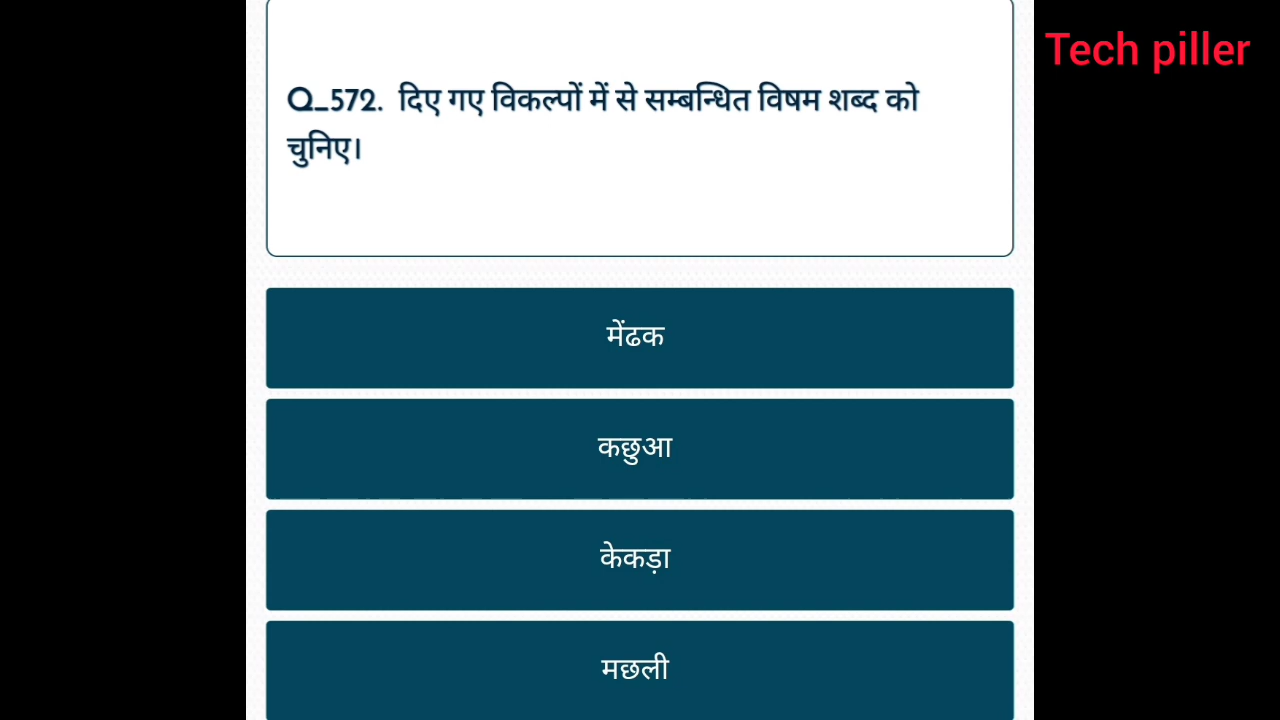 Tech piller
Q_572. दिए गए विकल्पों में से सम्बन्धित विषम शब्द को
चुनिए।
मेंढक
कछुआ
केकड़ा
मछली